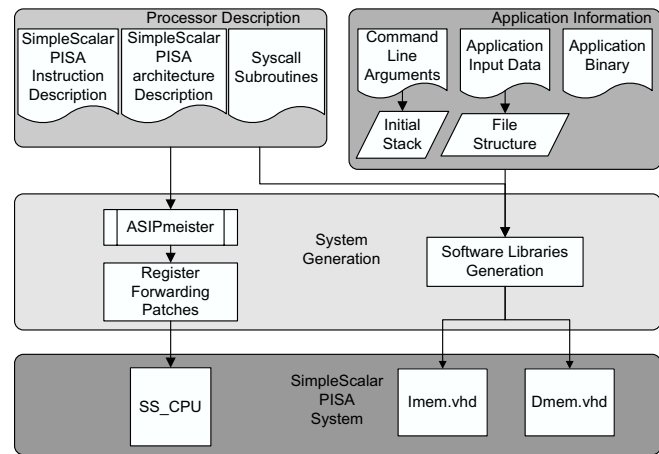 Processor Description
SimpleScalar
PISA
Instruction
Description
SimpleScalar
PISA
architecture
Description
Syscall
Subroutines
Application Information
Command
Line
Arguments
Application
Input Data
Application
Binary
Initial
Stack
File
Structure
ASIPmeister
Register
Forwarding
Patches
System
Generation
Software Libraries
Generation
SS_CPU
SimpleScalar
PISA
System
Imem.vhd
Dmem.vhd